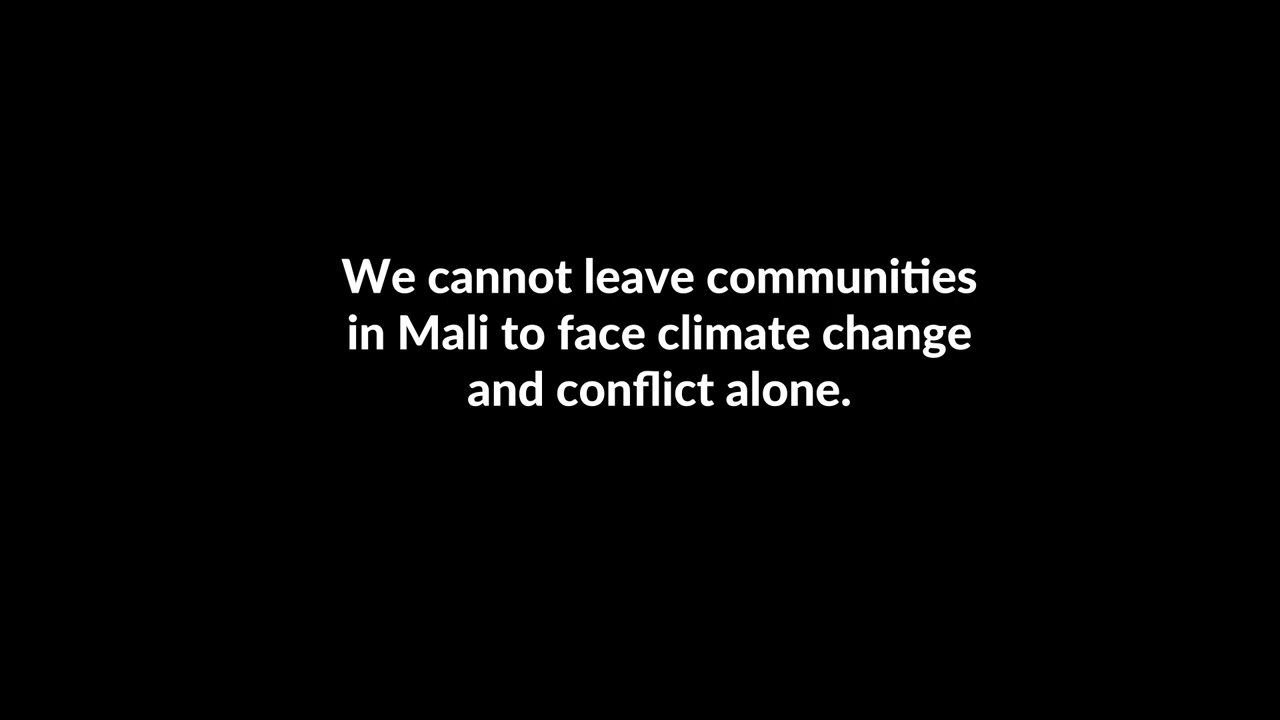 We cannot leave communities
in Mali to face climate change
and conflict alone.